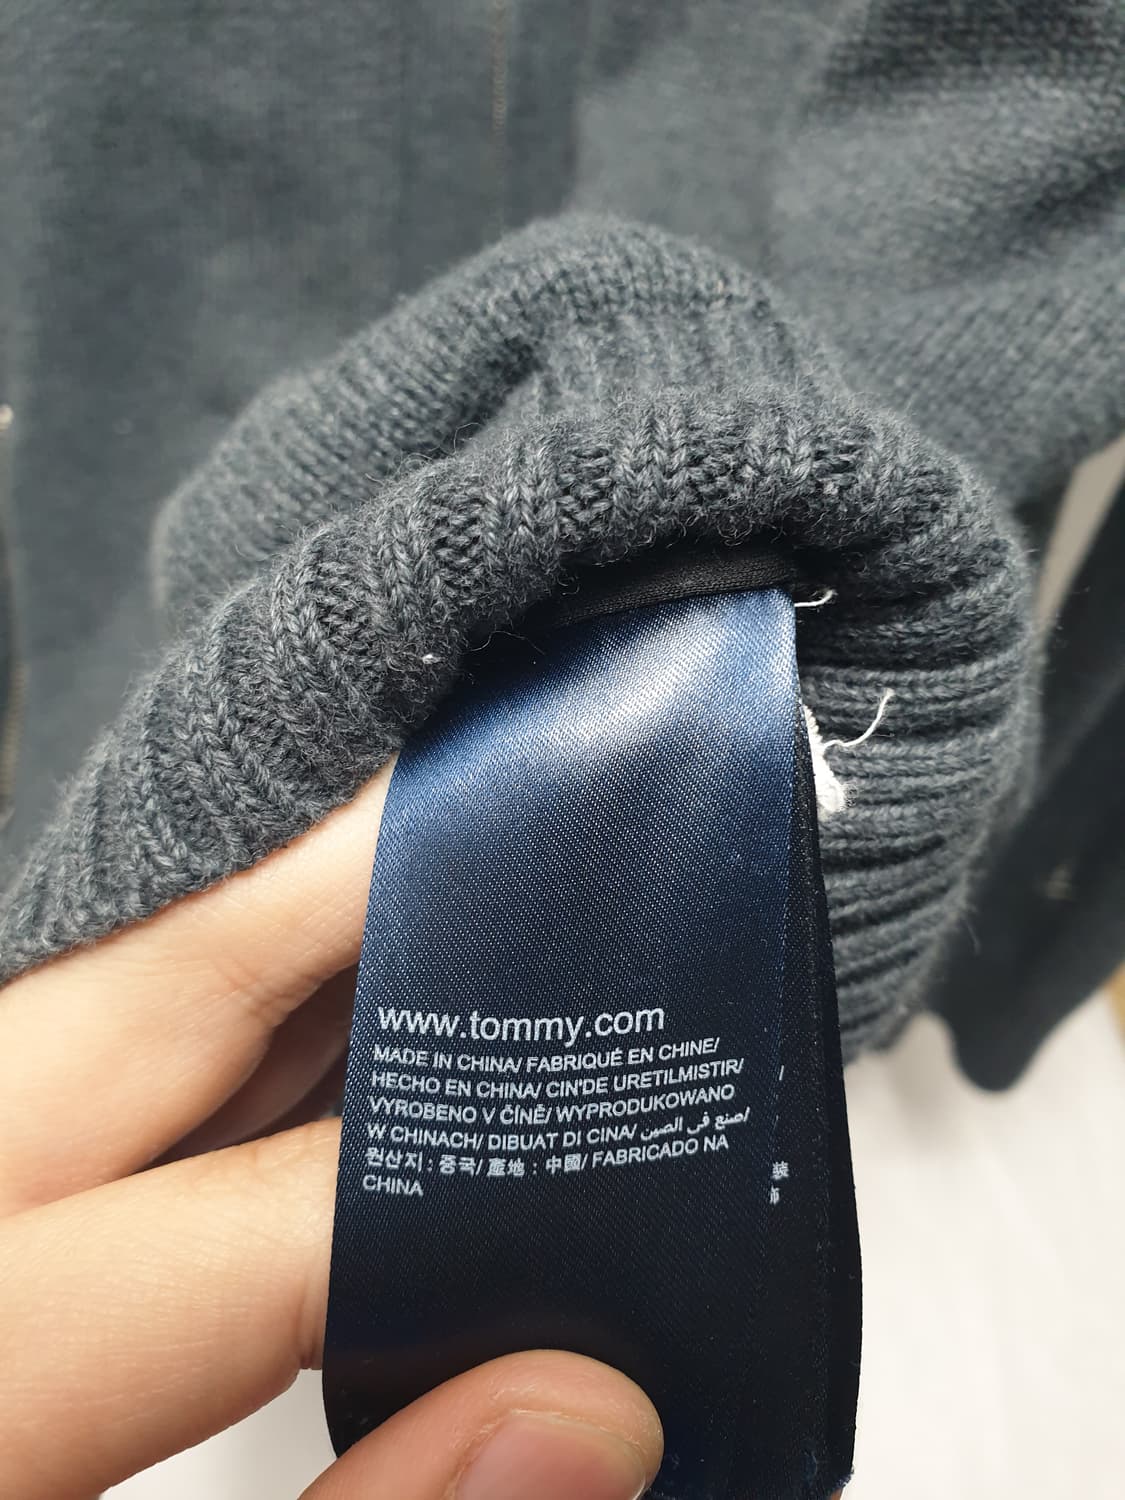 www.tommy.com
MADE IN CHINA/ FABRIQUÉ EN CHINE/
HECHO EN CHINA/ CIN'DE URETILMISTIR/
VYROBENO V ČÍNĚ/ WYPRODUKOWANO
W CHINACH/ DIBUAT DI CINA/ صنع في الصين/
원산지 : 중국/ 產地 : 中國/ FABRICADO NA
CHINA
/
装